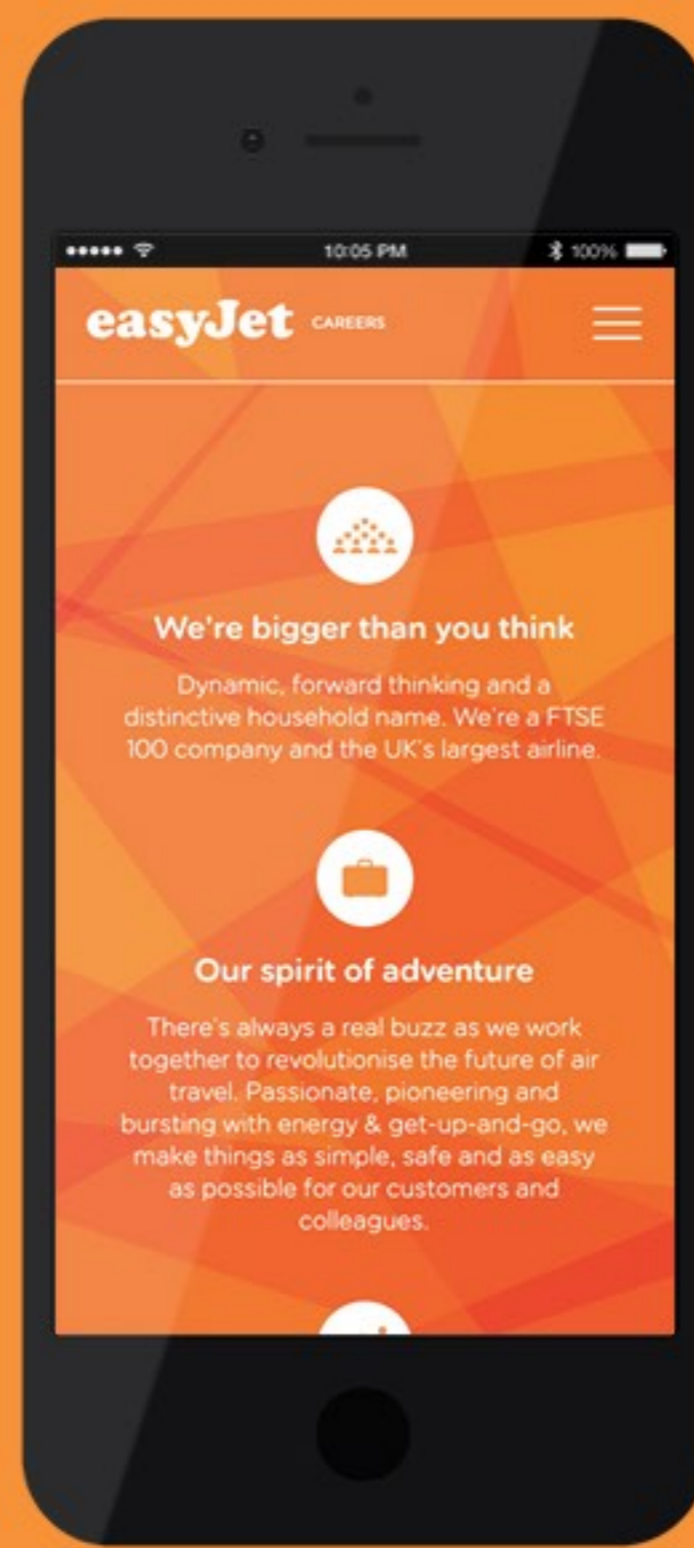 10:05 PM 100%
easyJet CAREERS
We're bigger than you think
Dynamic, forward thinking and a
distinctive household name. We're a FTSE
100 company and the UK's largest airline.
Our spirit of adventure
There's always a real buzz as we work
together to revolutionise the future of air
travel. Passionate, pioneering and
bursting with energy & get-up-and-go, we
make things as simple, safe and as easy
as possible for our customers and
colleagues.